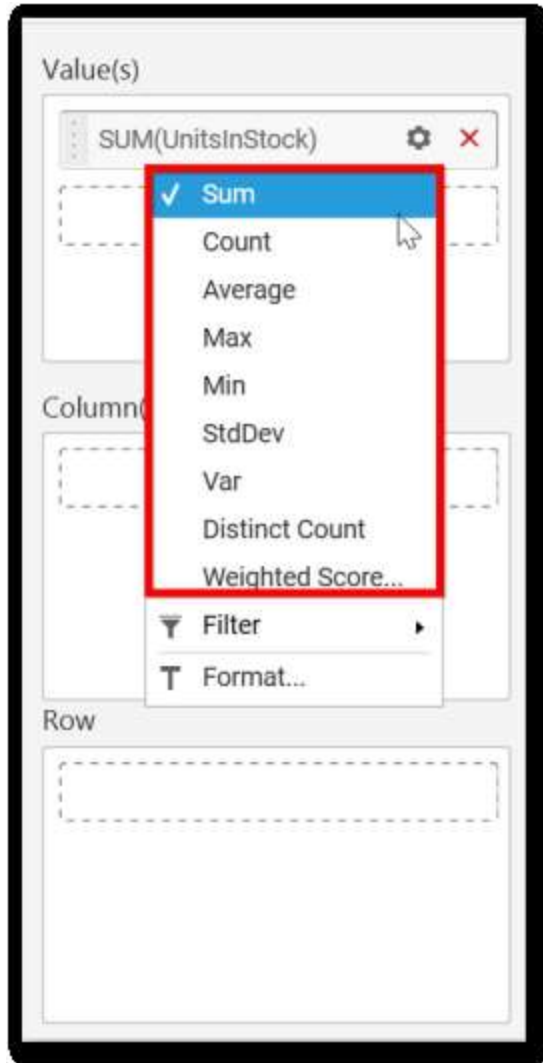 Value(s)
SUM(UnitsInStock)
Sum
Count
Average
Max
Min
Column(
StdDev
Var
Distinct Count
Weighted Score...
Filter
Format...
Row